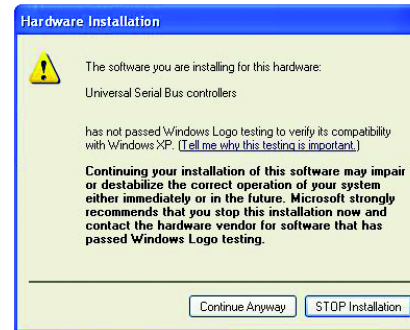 Hardware Installation
The software you are installing for this hardware:
Universal Serial Bus controllers
has not passed Windows Logo testing to verify its compatibility
with Windows XP. (Tell me why this testing is important.)
Continuing your installation of this software may impair
or destabilize the correct operation of your system
either immediately or in the future. Microsoft strongly
recommends that you stop this installation now and
contact the hardware vendor for software that has
passed Windows Logo testing.
Continue Anyway STOP Installation